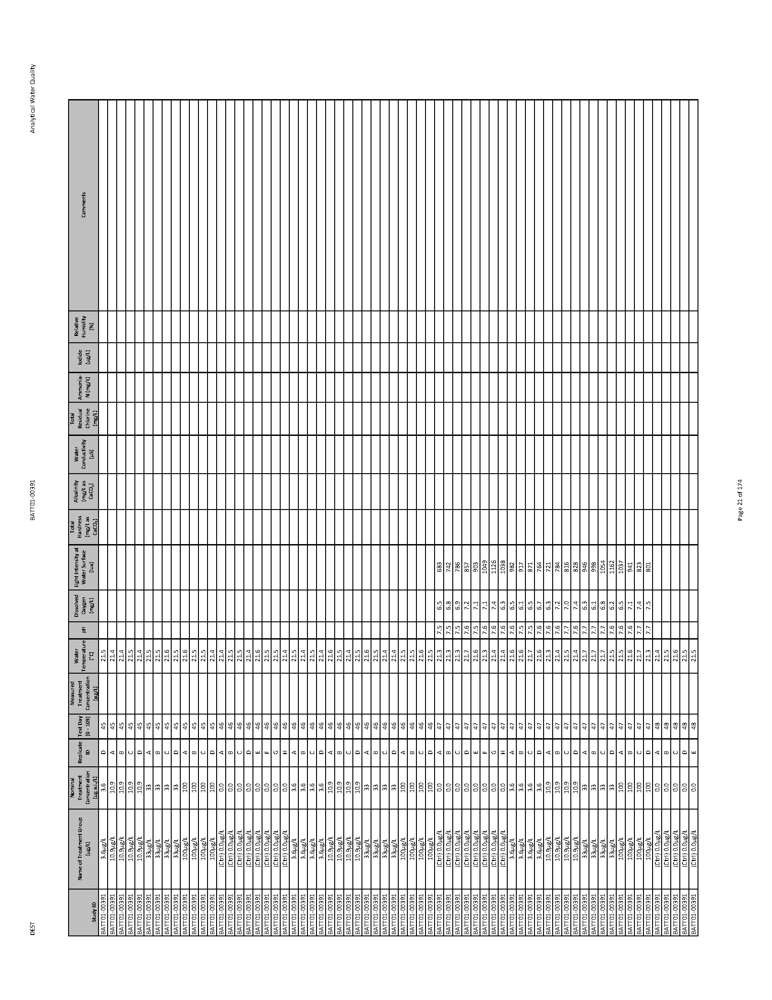 DEST BATT01-00391 Analytical Water Quality
Study ID Name of Treatment Group (µg/L) Nominal Treatment Concentration (µg a.i./L) Replicate ID Test Day (0 - 109) Measured Treatment Concentration (µg/L) Water Temperature (°C) pH Dissolved Oxygen (mg/L) Light Intensity at Water Surface (lux) Total Hardness (mg/L as CaCO₃) Alkalinity (mg/L as CaCO₃) Water Conductivity (µS) Total Residual Chlorine (mg/L) Ammonia-N (mg/L) Iodide (µg/L) Relative Humidity (%) Comments
BATT01-00391 3.6µg/L 3.6 D 45 21.5
BATT01-00391 10.9µg/L 10.9 A 45 21.4
BATT01-00391 10.9µg/L 10.9 B 45 21.4
BATT01-00391 10.9µg/L 10.9 C 45 21.5
BATT01-00391 10.9µg/L 10.9 D 45 21.4
BATT01-00391 33µg/L 33 A 45 21.5
BATT01-00391 33µg/L 33 B 45 21.5
BATT01-00391 33µg/L 33 C 45 21.6
BATT01-00391 33µg/L 33 D 45 21.5
BATT01-00391 100µg/L 100 A 45 21.6
BATT01-00391 100µg/L 100 B 45 21.5
BATT01-00391 100µg/L 100 C 45 21.5
BATT01-00391 100µg/L 100 D 45 21.4
BATT01-00391 (Ctrl) 0.0µg/L 0.0 A 46 21.4
BATT01-00391 (Ctrl) 0.0µg/L 0.0 B 46 21.5
BATT01-00391 (Ctrl) 0.0µg/L 0.0 C 46 21.5
BATT01-00391 (Ctrl) 0.0µg/L 0.0 D 46 21.4
BATT01-00391 (Ctrl) 0.0µg/L 0.0 E 46 21.6
BATT01-00391 (Ctrl) 0.0µg/L 0.0 F 46 21.5
BATT01-00391 (Ctrl) 0.0µg/L 0.0 G 46 21.5
BATT01-00391 (Ctrl) 0.0µg/L 0.0 H 46 21.4
BATT01-00391 3.6µg/L 3.6 A 46 21.5
BATT01-00391 3.6µg/L 3.6 B 46 21.4
BATT01-00391 3.6µg/L 3.6 C 46 21.5
BATT01-00391 3.6µg/L 3.6 D 46 21.4
BATT01-00391 10.9µg/L 10.9 A 46 21.6
BATT01-00391 10.9µg/L 10.9 B 46 21.5
BATT01-00391 10.9µg/L 10.9 C 46 21.4
BATT01-00391 10.9µg/L 10.9 D 46 21.5
BATT01-00391 33µg/L 33 A 46 21.6
BATT01-00391 33µg/L 33 B 46 21.5
BATT01-00391 33µg/L 33 C 46 21.4
BATT01-00391 33µg/L 33 D 46 21.4
BATT01-00391 100µg/L 100 A 46 21.5
BATT01-00391 100µg/L 100 B 46 21.5
BATT01-00391 100µg/L 100 C 46 21.6
BATT01-00391 100µg/L 100 D 46 21.5
BATT01-00391 (Ctrl) 0.0µg/L 0.0 A 47 21.3 7.5 6.5 683
BATT01-00391 (Ctrl) 0.0µg/L 0.0 B 47 21.3 7.5 6.8 742
BATT01-00391 (Ctrl) 0.0µg/L 0.0 C 47 21.3 7.5 6.9 786
BATT01-00391 (Ctrl) 0.0µg/L 0.0 D 47 21.7 7.6 7.2 857
BATT01-00391 (Ctrl) 0.0µg/L 0.0 E 47 21.6 7.5 7.1 903
BATT01-00391 (Ctrl) 0.0µg/L 0.0 F 47 21.3 7.6 7.1 1049
BATT01-00391 (Ctrl) 0.0µg/L 0.0 G 47 21.4 7.6 7.4 1126
BATT01-00391 (Ctrl) 0.0µg/L 0.0 H 47 21.4 7.6 6.3 1038
BATT01-00391 3.6µg/L 3.6 A 47 21.6 7.6 6.5 982
BATT01-00391 3.6µg/L 3.6 B 47 21.6 7.5 6.1 917
BATT01-00391 3.6µg/L 3.6 C 47 21.7 7.5 6.5 871
BATT01-00391 3.6µg/L 3.6 D 47 21.6 7.6 6.7 764
BATT01-00391 10.9µg/L 10.9 A 47 21.3 7.6 6.3 721
BATT01-00391 10.9µg/L 10.9 B 47 21.4 7.6 7.2 784
BATT01-00391 10.9µg/L 10.9 C 47 21.5 7.7 7.0 816
BATT01-00391 10.9µg/L 10.9 D 47 21.4 7.6 7.4 828
BATT01-00391 33µg/L 33 A 47 21.7 7.7 6.3 946
BATT01-00391 33µg/L 33 B 47 21.7 7.7 6.1 998
BATT01-00391 33µg/L 33 C 47 21.7 7.7 6.8 1054
BATT01-00391 33µg/L 33 D 47 21.5 7.6 6.2 1162
BATT01-00391 100µg/L 100 A 47 21.5 7.6 6.5 1037
BATT01-00391 100µg/L 100 B 47 21.6 7.6 7.1 941
BATT01-00391 100µg/L 100 C 47 21.7 7.7 7.4 823
BATT01-00391 100µg/L 100 D 47 21.3 7.7 7.5 801
BATT01-00391 (Ctrl) 0.0µg/L 0.0 A 48 21.4
BATT01-00391 (Ctrl) 0.0µg/L 0.0 B 48 21.5
BATT01-00391 (Ctrl) 0.0µg/L 0.0 C 48 21.6
BATT01-00391 (Ctrl) 0.0µg/L 0.0 D 48 21.5
BATT01-00391 (Ctrl) 0.0µg/L 0.0 E 48 21.5
Page 21 of 174